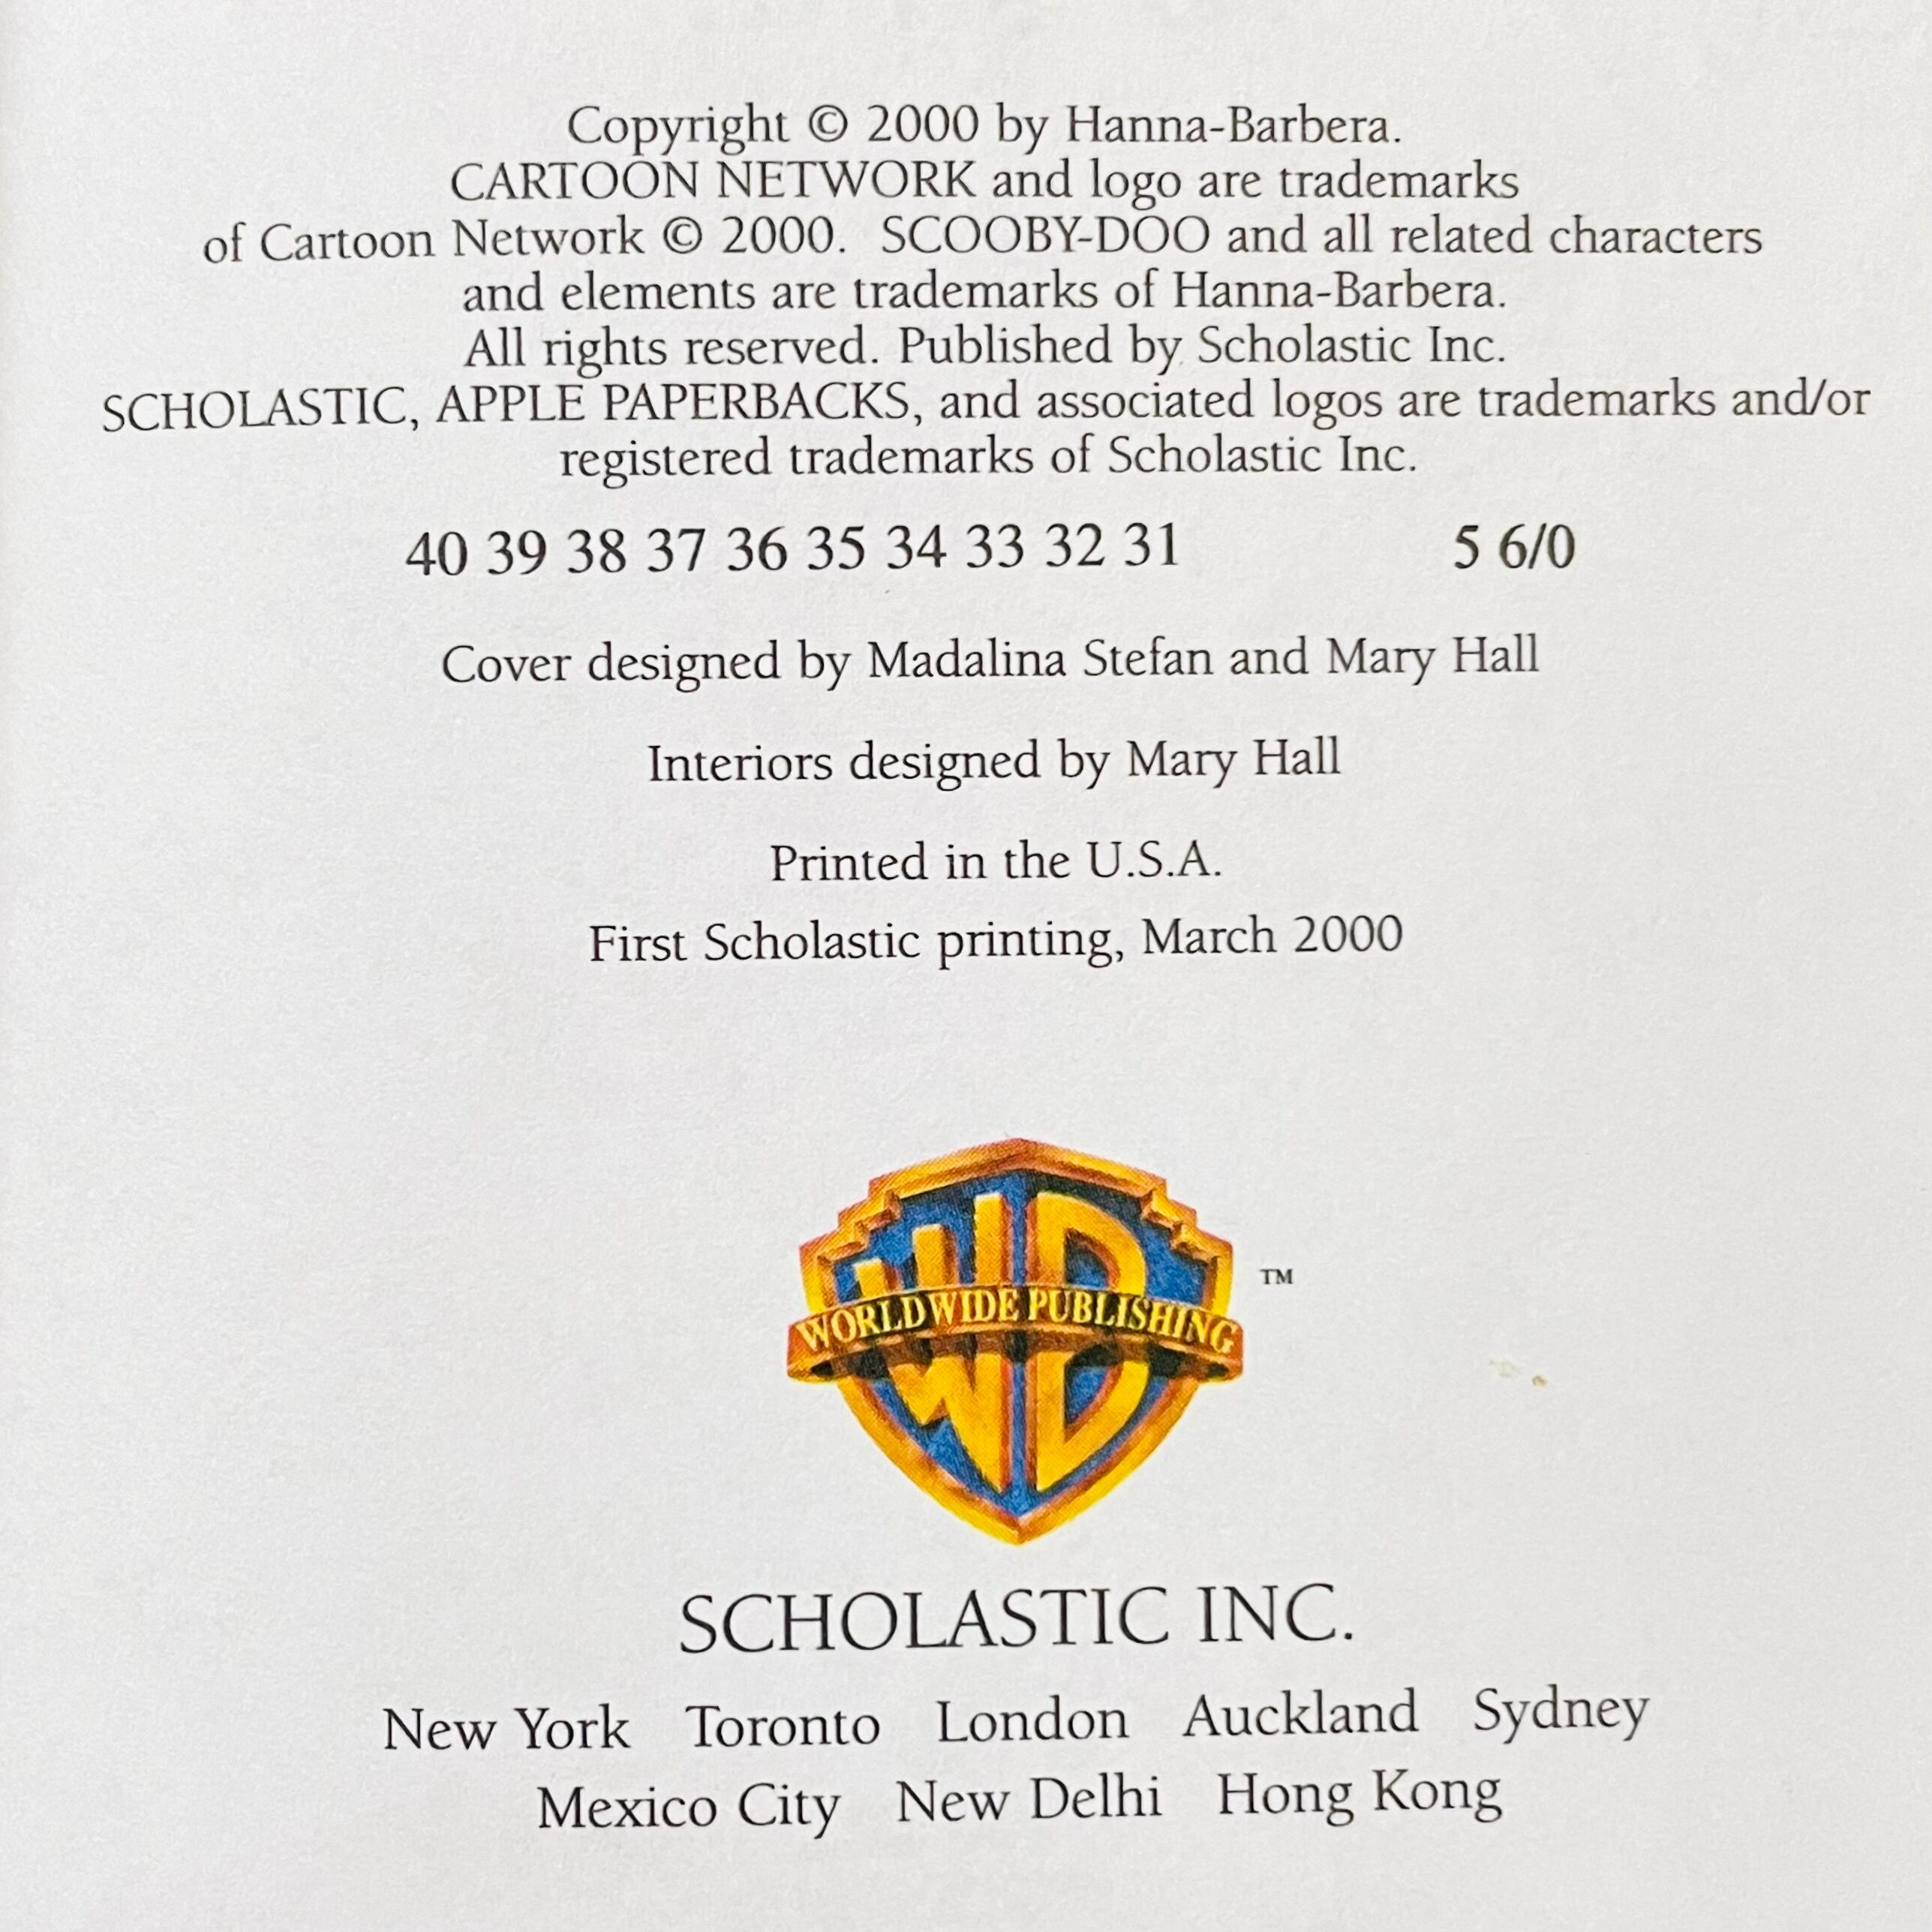 Copyright © 2000 by Hanna-Barbera.
CARTOON NETWORK and logo are trademarks
of Cartoon Network © 2000. SCOOBY-DOO and all related characters
and elements are trademarks of Hanna-Barbera.
All rights reserved. Published by Scholastic Inc.
SCHOLASTIC, APPLE PAPERBACKS, and associated logos are trademarks and/or
registered trademarks of Scholastic Inc.
40 39 38 37 36 35 34 33 32 31 5 6/0
Cover designed by Madalina Stefan and Mary Hall
Interiors designed by Mary Hall
Printed in the U.S.A.
First Scholastic printing, March 2000
WB
WORLDWIDE PUBLISHING
TM
SCHOLASTIC INC.
New York Toronto London Auckland Sydney
Mexico City New Delhi Hong Kong